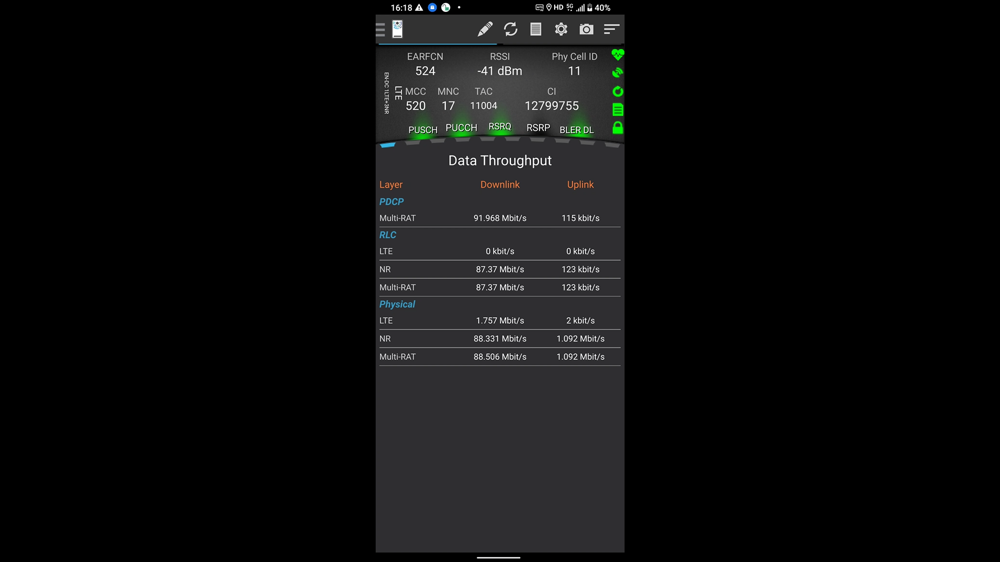 16:18 HD 5G 40%
EARFCN RSSI Phy Cell ID
524 -41 dBm 11
EN-DC 1LTE+3NR
LTE
MCC MNC TAC CI
520 17 11004 12799755
PUSCH PUCCH RSRQ RSRP BLER DL
Data Throughput
Layer Downlink Uplink
PDCP
Multi-RAT 91.968 Mbit/s 115 kbit/s
RLC
LTE 0 kbit/s 0 kbit/s
NR 87.37 Mbit/s 123 kbit/s
Multi-RAT 87.37 Mbit/s 123 kbit/s
Physical
LTE 1.757 Mbit/s 2 kbit/s
NR 88.331 Mbit/s 1.092 Mbit/s
Multi-RAT 88.506 Mbit/s 1.092 Mbit/s